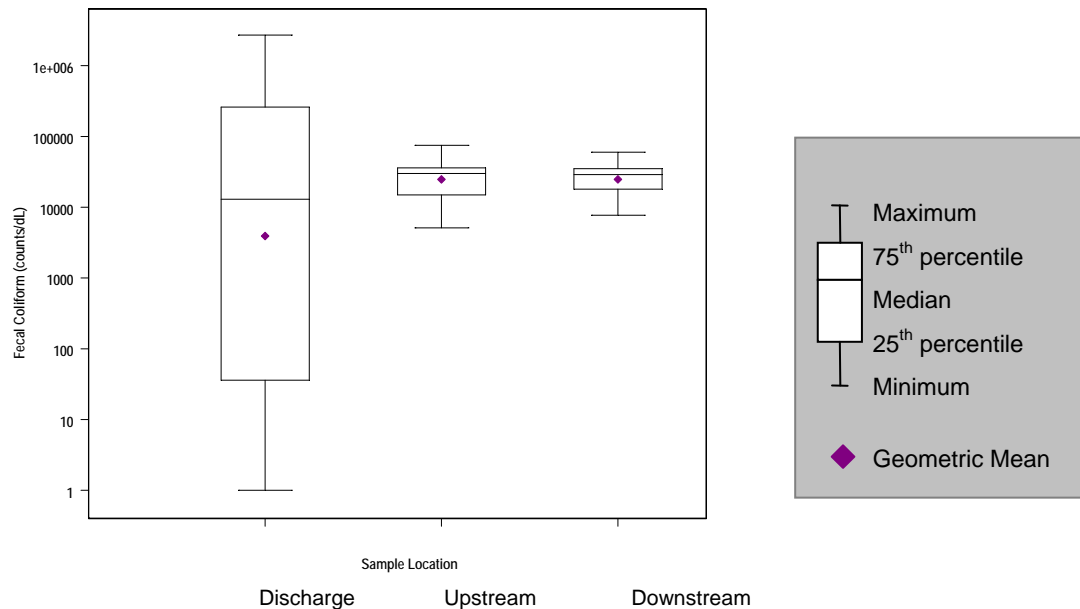 Fecal Coliform (counts/dL)
1e+006
100000
10000
1000
100
10
1
Sample Location
Discharge Upstream Downstream
Maximum
75th percentile
Median
25th percentile
Minimum
Geometric Mean